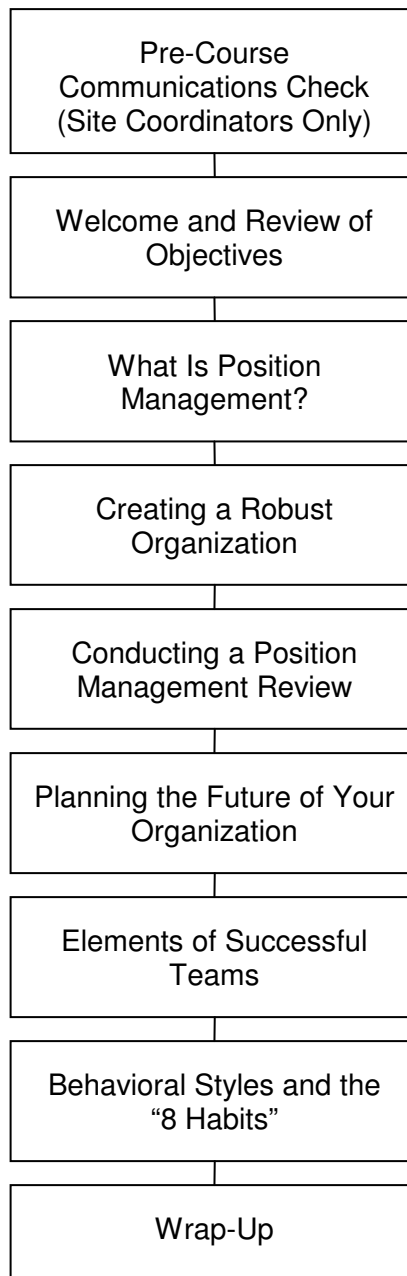 Pre-Course
Communications Check
(Site Coordinators Only)
Welcome and Review of
Objectives
What Is Position
Management?
Creating a Robust
Organization
Conducting a Position
Management Review
Planning the Future of Your
Organization
Elements of Successful
Teams
Behavioral Styles and the
“8 Habits”
Wrap-Up